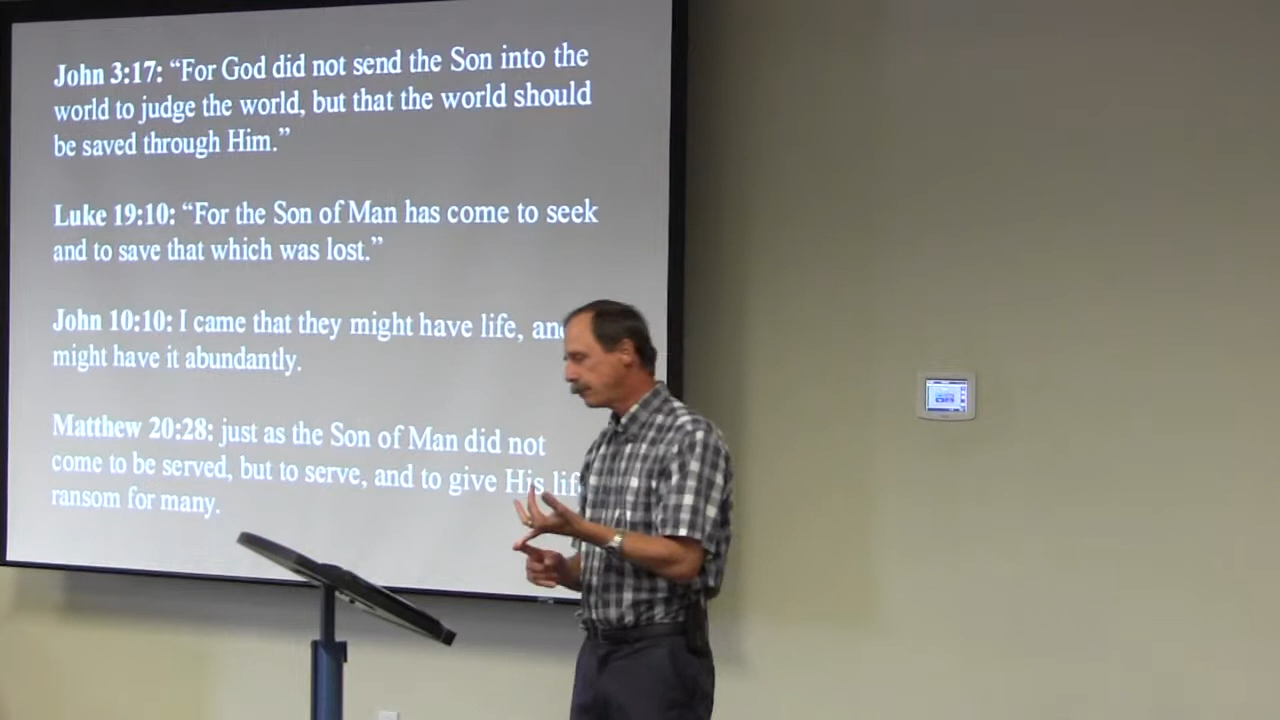 John 3:17: “For God did not send the Son into the
world to judge the world, but that the world should
be saved through Him.”
Luke 19:10: “For the Son of Man has come to seek
and to save that which was lost.”
John 10:10: I came that they might have life, and
might have it abundantly.
Matthew 20:28: just as the Son of Man did not
come to be served, but to serve, and to give His lif
ransom for many.